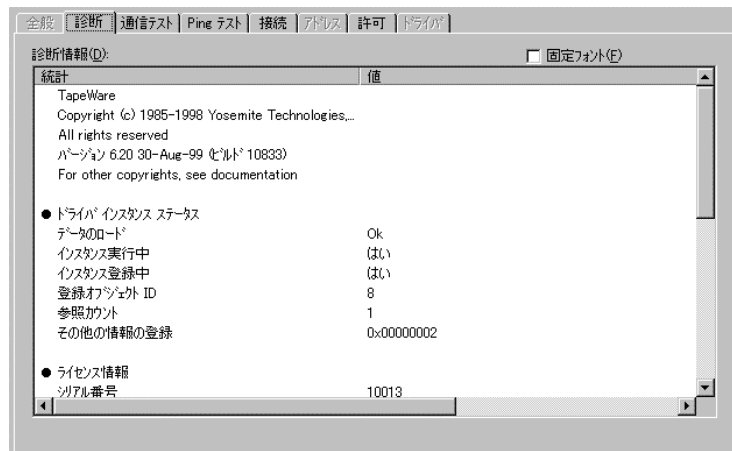 全般 診断 通信テスト Ping テスト 接続 アドレス 許可 ドライバ
診断情報(D): 固定フォント(F)
統計 値
TapeWare
Copyright (c) 1985-1998 Yosemite Technologies,...
All rights reserved
バージョン 6.20 30-Aug-99 (ビルド 10833)
For other copyrights, see documentation
● ドライバ インスタンス ステータス
データのロード Ok
インスタンス実行中 はい
インスタンス登録中 はい
登録オブジェクト ID 8
参照カウント 1
その他の情報の登録 0x00000002
● ライセンス情報
シリアル番号 10013